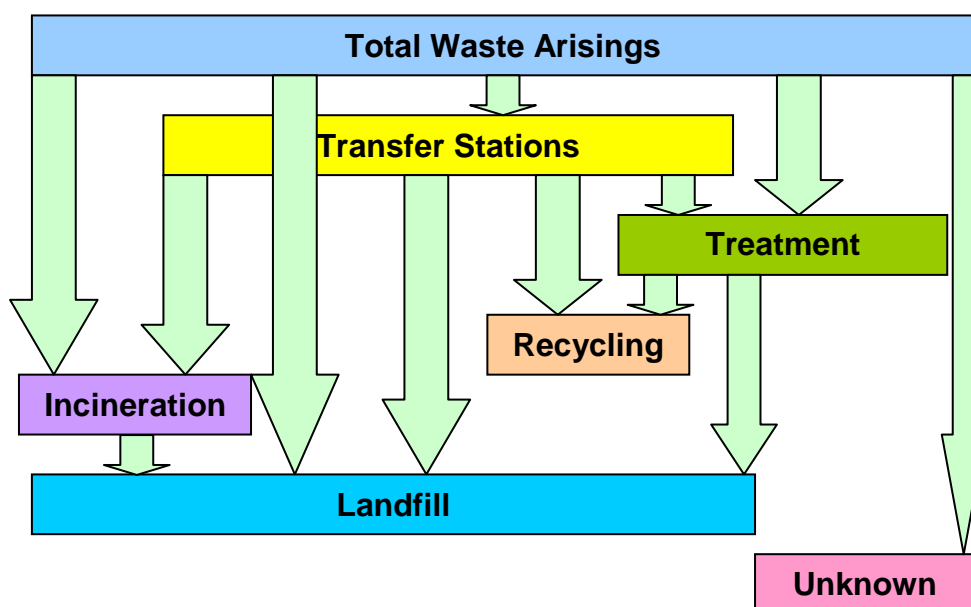 Total Waste Arisings
Transfer Stations
Treatment
Recycling
Incineration
Landfill
Unknown